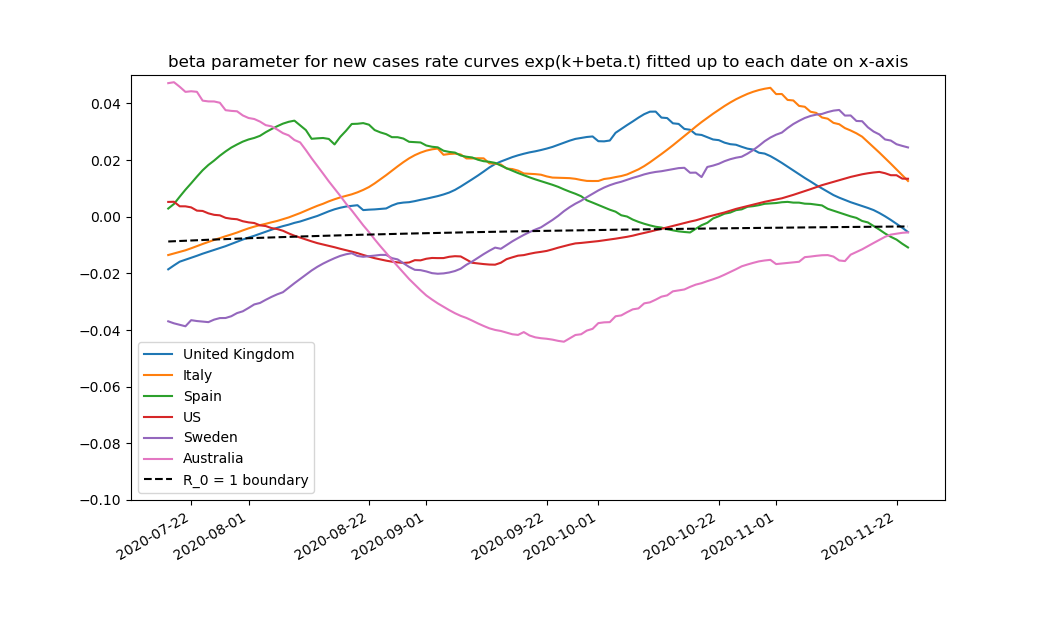 beta parameter for new cases rate curves exp(k+beta.t) fitted up to each date on x-axis
0.04
0.02
0.00
−0.02
−0.04
−0.06
−0.08
−0.10
United Kingdom
Italy
Spain
US
Sweden
Australia
R_0 = 1 boundary
2020-07-22
2020-08-01
2020-08-22
2020-09-01
2020-09-22
2020-10-01
2020-10-22
2020-11-01
2020-11-22